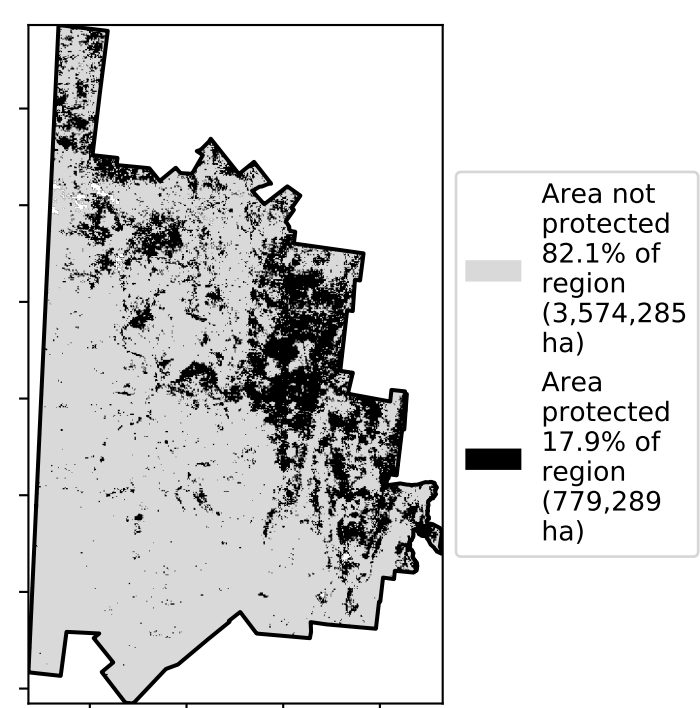 Area not
protected
82.1% of
region
(3,574,285
ha)
Area
protected
17.9% of
region
(779,289
ha)